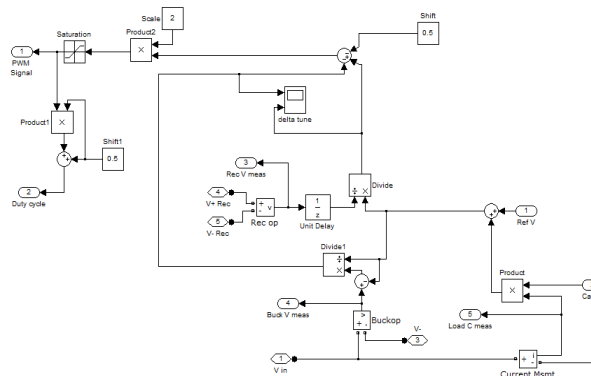 Scale
2
Shift
0.5
Saturation
Product2
1
PWM
Signal
×
-
+
Product1
×
delta tune
Shift1
0.5
+
+
2
Duty cycle
3
Rec V meas
4
V+ Rec
5
V- Rec
+
-
v
Rec op
1
z
Unit Delay
Divide
÷
×
+
+
1
Ref V
Divide1
÷
×
+
-
Product
×
4
Buck V meas
5
Load C meas
Buckop
+
-
v
V-
3
1
V in
+
-
i
Current Msmt